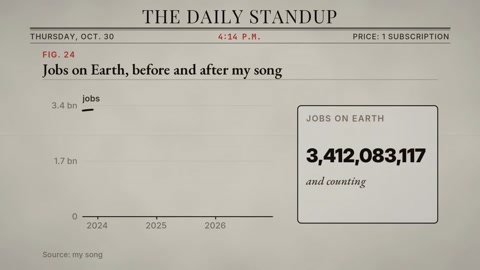 THE DAILY STANDUP
THURSDAY, OCT. 30
4:14 P.M.
PRICE: 1 SUBSCRIPTION
FIG. 24
Jobs on Earth, before and after my song
jobs
3.4 bn
1.7 bn
0
2024
2025
2026
JOBS ON EARTH
3,412,083,117
and counting
Source: my song